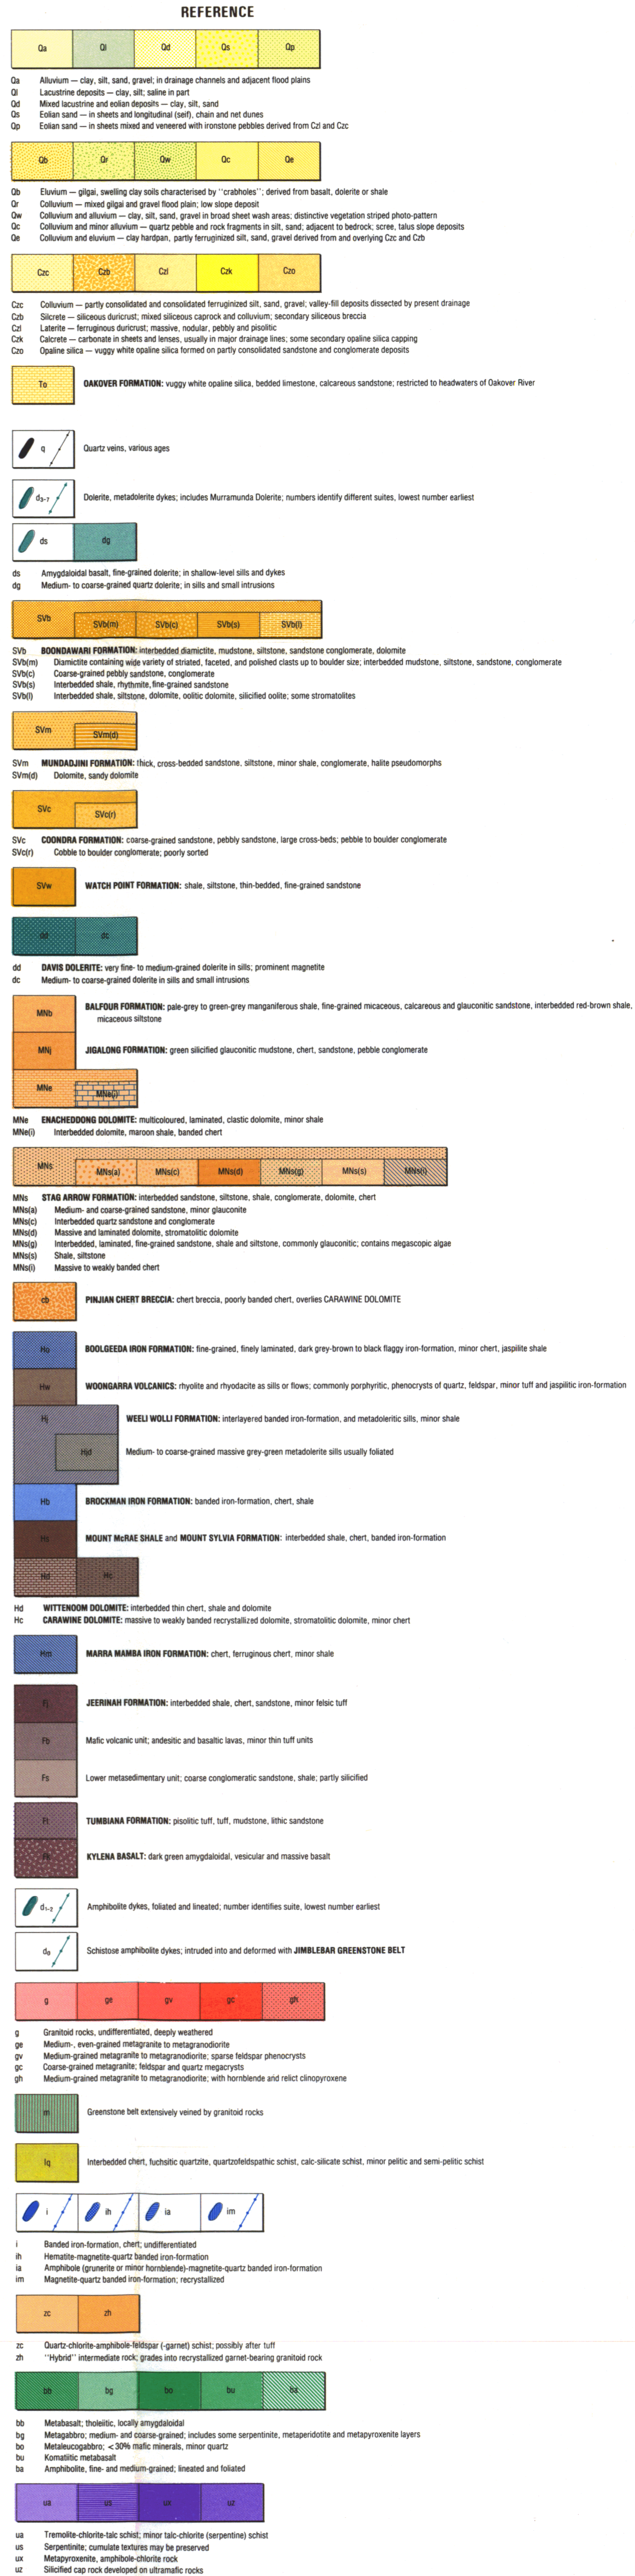 REFERENCE
Qa Ql Qd Qs Qp
Qa Alluvium — clay, silt, sand, gravel; in drainage channels and adjacent flood plains
Ql Lacustrine deposits — clay, silt; saline in part
Qd Mixed lacustrine and eolian deposits — clay, silt, sand
Qs Eolian sand — in sheets and longitudinal (seif), chain and net dunes
Qp Eolian sand — in sheets mixed and veneered with ironstone pebbles derived from Czl and Czc
Qb Qr Qw Qc Qe
Qb Eluvium — gilgai, swelling clay soils characterised by "crabholes"; derived from basalt, dolerite or shale
Qr Colluvium — mixed gilgai and gravel flood plain; low slope deposit
Qw Colluvium and alluvium — clay, silt, sand, gravel in broad sheet wash areas; distinctive vegetation striped photo-pattern
Qc Colluvium and minor alluvium — quartz pebble and rock fragments in silt, sand; adjacent to bedrock; scree, talus slope deposits
Qe Colluvium and eluvium — clay hardpan, partly ferruginized silt, sand, gravel derived from and overlying Czc and Czb
Czc Czb Czl Czk Czo
Czc Colluvium — partly consolidated and consolidated ferruginized silt, sand, gravel; valley-fill deposits dissected by present drainage
Czb Silcrete — siliceous duricrust; mixed siliceous caprock and colluvium; secondary siliceous breccia
Czl Laterite — ferruginous duricrust; massive, nodular, pebbly and pisolitic
Czk Calcrete — carbonate in sheets and lenses, usually in major drainage lines; some secondary opaline silica capping
Czo Opaline silica — vuggy white opaline silica formed on partly consolidated sandstone and conglomerate deposits
To OAKOVER FORMATION: vuggy white opaline silica, bedded limestone, calcareous sandstone; restricted to headwaters of Oakover River
q Quartz veins, various ages
d3-7 Dolerite, metadolerite dykes; includes Murramunda Dolerite; numbers identify different suites, lowest number earliest
ds dg
ds Amygdaloidal basalt, fine-grained dolerite; in shallow-level sills and dykes
dg Medium- to coarse-grained quartz dolerite; in sills and small intrusions
SVb SVb(m) SVb(c) SVb(s) SVb(l)
SVb BOONDAWARI FORMATION: interbedded diamictite, mudstone, siltstone, sandstone conglomerate, dolomite
SVb(m) Diamictite containing wide variety of striated, faceted, and polished clasts up to boulder size; interbedded mudstone, siltstone, sandstone, conglomerate
SVb(c) Coarse-grained pebbly sandstone, conglomerate
SVb(s) Interbedded shale, rhythmite, fine-grained sandstone
SVb(l) Interbedded shale, siltstone, dolomite, oolitic dolomite, silicified oolite; some stromatolites
SVm SVm(d)
SVm MUNDADJINI FORMATION: thick, cross-bedded sandstone, siltstone, minor shale, conglomerate, halite pseudomorphs
SVm(d) Dolomite, sandy dolomite
SVc SVc(r)
SVc COONDRA FORMATION: coarse-grained sandstone, pebbly sandstone, large cross-beds; pebble to boulder conglomerate
SVc(r) Cobble to boulder conglomerate; poorly sorted
SVw WATCH POINT FORMATION: shale, siltstone, thin-bedded, fine-grained sandstone
dd dc
dd DAVIS DOLERITE: very fine- to medium-grained dolerite in sills; prominent magnetite
dc Medium- to coarse-grained dolerite in sills and small intrusions
MNb BALFOUR FORMATION: pale-grey to green-grey manganiferous shale, fine-grained micaceous, calcareous and glauconitic sandstone, interbedded red-brown shale,
micaceous siltstone
MNj JIGALONG FORMATION: green silicified glauconitic mudstone, chert, sandstone, pebble conglomerate
MNe MNe(i)
MNe ENACHEDDONG DOLOMITE: multicoloured, laminated, clastic dolomite, minor shale
MNe(i) Interbedded dolomite, maroon shale, banded chert
MNs MNs(a) MNs(c) MNs(d) MNs(g) MNs(s) MNs(i)
MNs STAG ARROW FORMATION: interbedded sandstone, siltstone, shale, conglomerate, dolomite, chert
MNs(a) Medium- and coarse-grained sandstone, minor glauconite
MNs(c) Interbedded quartz sandstone and conglomerate
MNs(d) Massive and laminated dolomite, stromatolitic dolomite
MNs(g) Interbedded, laminated, fine-grained sandstone, shale and siltstone, commonly glauconitic; contains megascopic algae
MNs(s) Shale, siltstone
MNs(i) Massive to weakly banded chert
cb PINJIAN CHERT BRECCIA: chert breccia, poorly banded chert, overlies CARAWINE DOLOMITE
Ho BOOLGEEDA IRON FORMATION: fine-grained, finely laminated, dark grey-brown to black flaggy iron-formation, minor chert, jaspilite shale
Hw WOONGARRA VOLCANICS: rhyolite and rhyodacite as sills or flows; commonly porphyritic, phenocrysts of quartz, feldspar, minor tuff and jaspilitic iron-formation
Hj WEELI WOLLI FORMATION: interlayered banded iron-formation, and metadoleritic sills, minor shale
Hjd Medium- to coarse-grained massive grey-green metadolerite sills usually foliated
Hb BROCKMAN IRON FORMATION: banded iron-formation, chert, shale
Hs MOUNT McRAE SHALE and MOUNT SYLVIA FORMATION: interbedded shale, chert, banded iron-formation
Hd Hc
Hd WITTENOOM DOLOMITE: interbedded thin chert, shale and dolomite
Hc CARAWINE DOLOMITE: massive to weakly banded recrystallized dolomite, stromatolitic dolomite, minor chert
Hm MARRA MAMBA IRON FORMATION: chert, ferruginous chert, minor shale
Fj JEERINAH FORMATION: interbedded shale, chert, sandstone, minor felsic tuff
Fb Mafic volcanic unit; andesitic and basaltic lavas, minor thin tuff units
Fs Lower metasedimentary unit; coarse conglomeratic sandstone, shale; partly silicified
Ft TUMBIANA FORMATION: pisolitic tuff, tuff, mudstone, lithic sandstone
KYLENA BASALT: dark green amygdaloidal, vesicular and massive basalt
d1-2 Amphibolite dykes, foliated and lineated; number identifies suite, lowest number earliest
d0 Schistose amphibolite dykes; intruded into and deformed with JIMBLEBAR GREENSTONE BELT
g ge gv gc gh
g Granitoid rocks, undifferentiated, deeply weathered
ge Medium-, even-grained metagranite to metagranodiorite
gv Medium-grained metagranite to metagranodiorite; sparse feldspar phenocrysts
gc Coarse-grained metagranite; feldspar and quartz megacrysts
gh Medium-grained metagranite to metagranodiorite; with hornblende and relict clinopyroxene
m Greenstone belt extensively veined by granitoid rocks
lq Interbedded chert, fuchsitic quartzite, quartzofeldspathic schist, calc-silicate schist, minor pelitic and semi-pelitic schist
i ih ia im
i Banded iron-formation, chert; undifferentiated
ih Hematite-magnetite-quartz banded iron-formation
ia Amphibole (grunerite or minor hornblende)-magnetite-quartz banded iron-formation
im Magnetite-quartz banded iron-formation; recrystallized
zc zh
zc Quartz-chlorite-amphibole-feldspar (-garnet) schist; possibly after tuff
zh "Hybrid" intermediate rock; grades into recrystallized garnet-bearing granitoid rock
bb bg bo bu ba
bb Metabasalt; tholeiitic, locally amygdaloidal
bg Metagabbro; medium- and coarse-grained; includes some serpentinite, metaperidotite and metapyroxenite layers
bo Metaleucogabbro; <30% mafic minerals, minor quartz
bu Komatiitic metabasalt
ba Amphibolite, fine- and medium-grained; lineated and foliated
ua us ux uz
ua Tremolite-chlorite-talc schist; minor talc-chlorite (serpentine) schist
us Serpentinite; cumulate textures may be preserved
ux Metapyroxenite, amphibole-chlorite rock
uz Silicified cap rock developed on ultramafic rocks